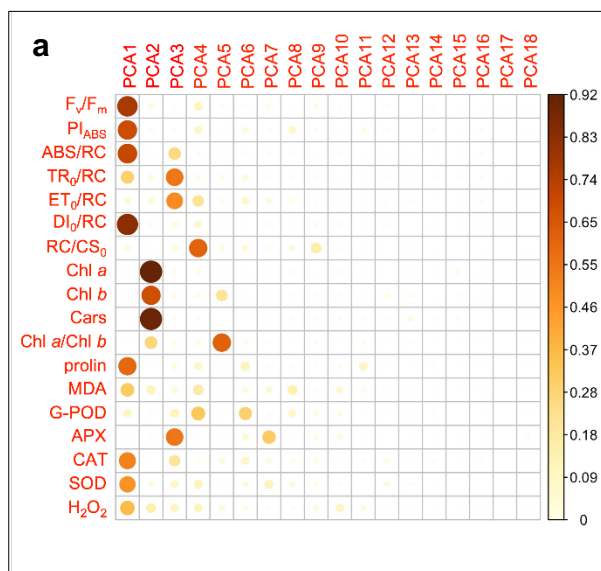 a
PCA1 PCA2 PCA3 PCA4 PCA5 PCA6 PCA7 PCA8 PCA9 PCA10 PCA11 PCA12 PCA13 PCA14 PCA15 PCA16 PCA17 PCA18
Fv/Fm
PIABS
ABS/RC
TR0/RC
ET0/RC
DI0/RC
RC/CS0
Chl a
Chl b
Cars
Chl a/Chl b
prolin
MDA
G-POD
APX
CAT
SOD
H2O2
0.92
0.83
0.74
0.65
0.55
0.46
0.37
0.28
0.18
0.09
0